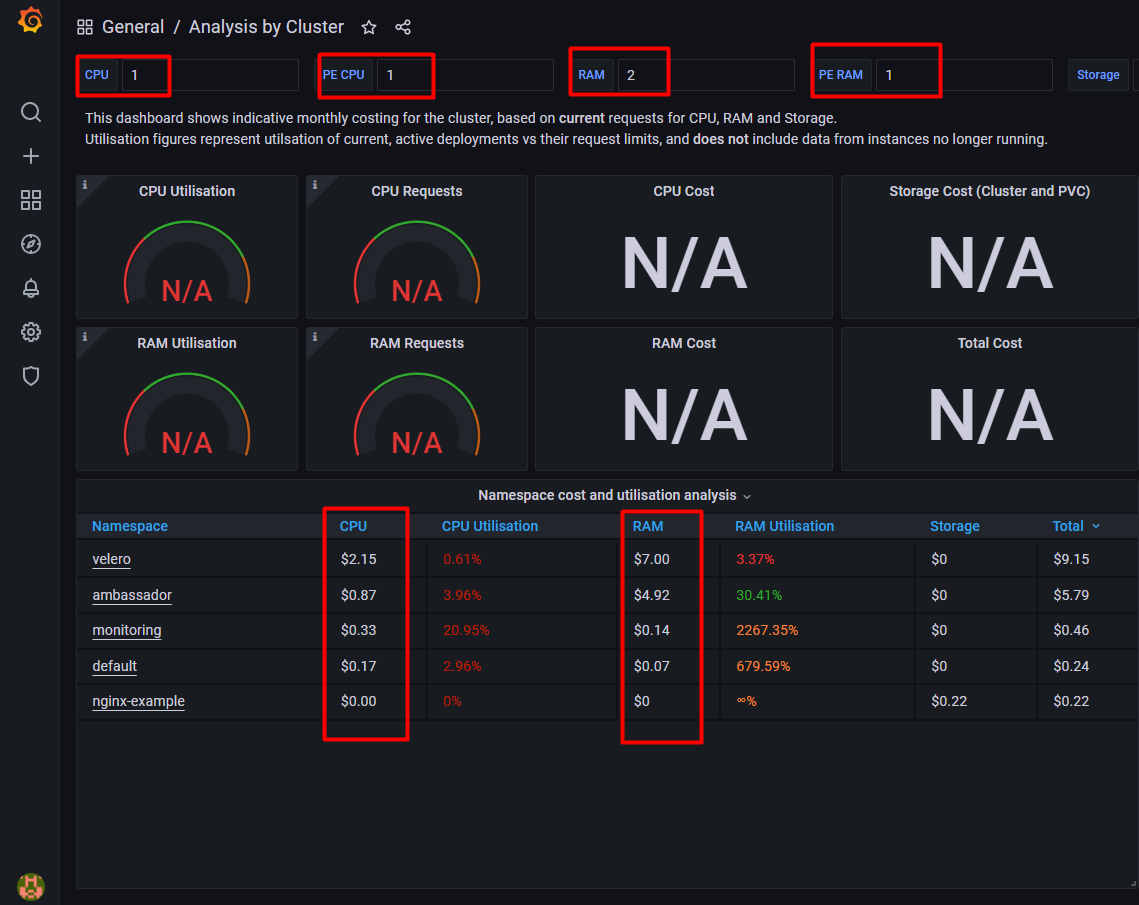 General / Analysis by Cluster
CPU 1 PE CPU 1 RAM 2 PE RAM 1 Storage
This dashboard shows indicative monthly costing for the cluster, based on current requests for CPU, RAM and Storage.
Utilisation figures represent utilsation of current, active deployments vs their request limits, and does not include data from instances no longer running.
CPU Utilisation CPU Requests CPU Cost Storage Cost (Cluster and PVC)
N/A N/A N/A N/A
RAM Utilisation RAM Requests RAM Cost Total Cost
N/A N/A N/A N/A
Namespace cost and utilisation analysis
Namespace CPU CPU Utilisation RAM RAM Utilisation Storage Total
velero $2.15 0.61% $7.00 3.37% $0 $9.15
ambassador $0.87 3.96% $4.92 30.41% $0 $5.79
monitoring $0.33 20.95% $0.14 2267.35% $0 $0.46
default $0.17 2.96% $0.07 679.59% $0 $0.24
nginx-example $0.00 0% $0 ∞% $0.22 $0.22